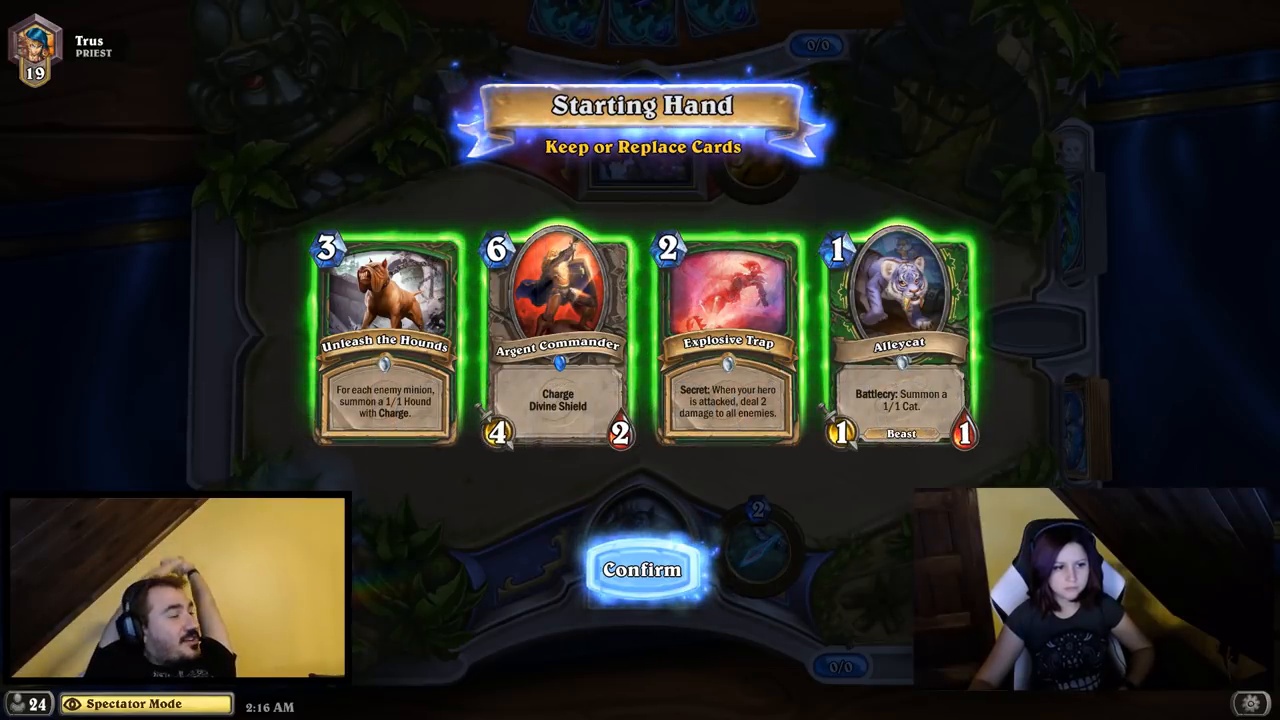 Trus
PRIEST
19
0/0
Starting Hand
Keep or Replace Cards
3
Unleash the Hounds
For each enemy minion,
summon a 1/1 Hound
with Charge.
6
Argent Commander
Charge
Divine Shield
4
2
2
Explosive Trap
Secret: When your hero
is attacked, deal 2
damage to all enemies.
1
Alleycat
Battlecry: Summon a
1/1 Cat.
1
Beast
1
2
Confirm
0/0
24
Spectator Mode
2:16 AM